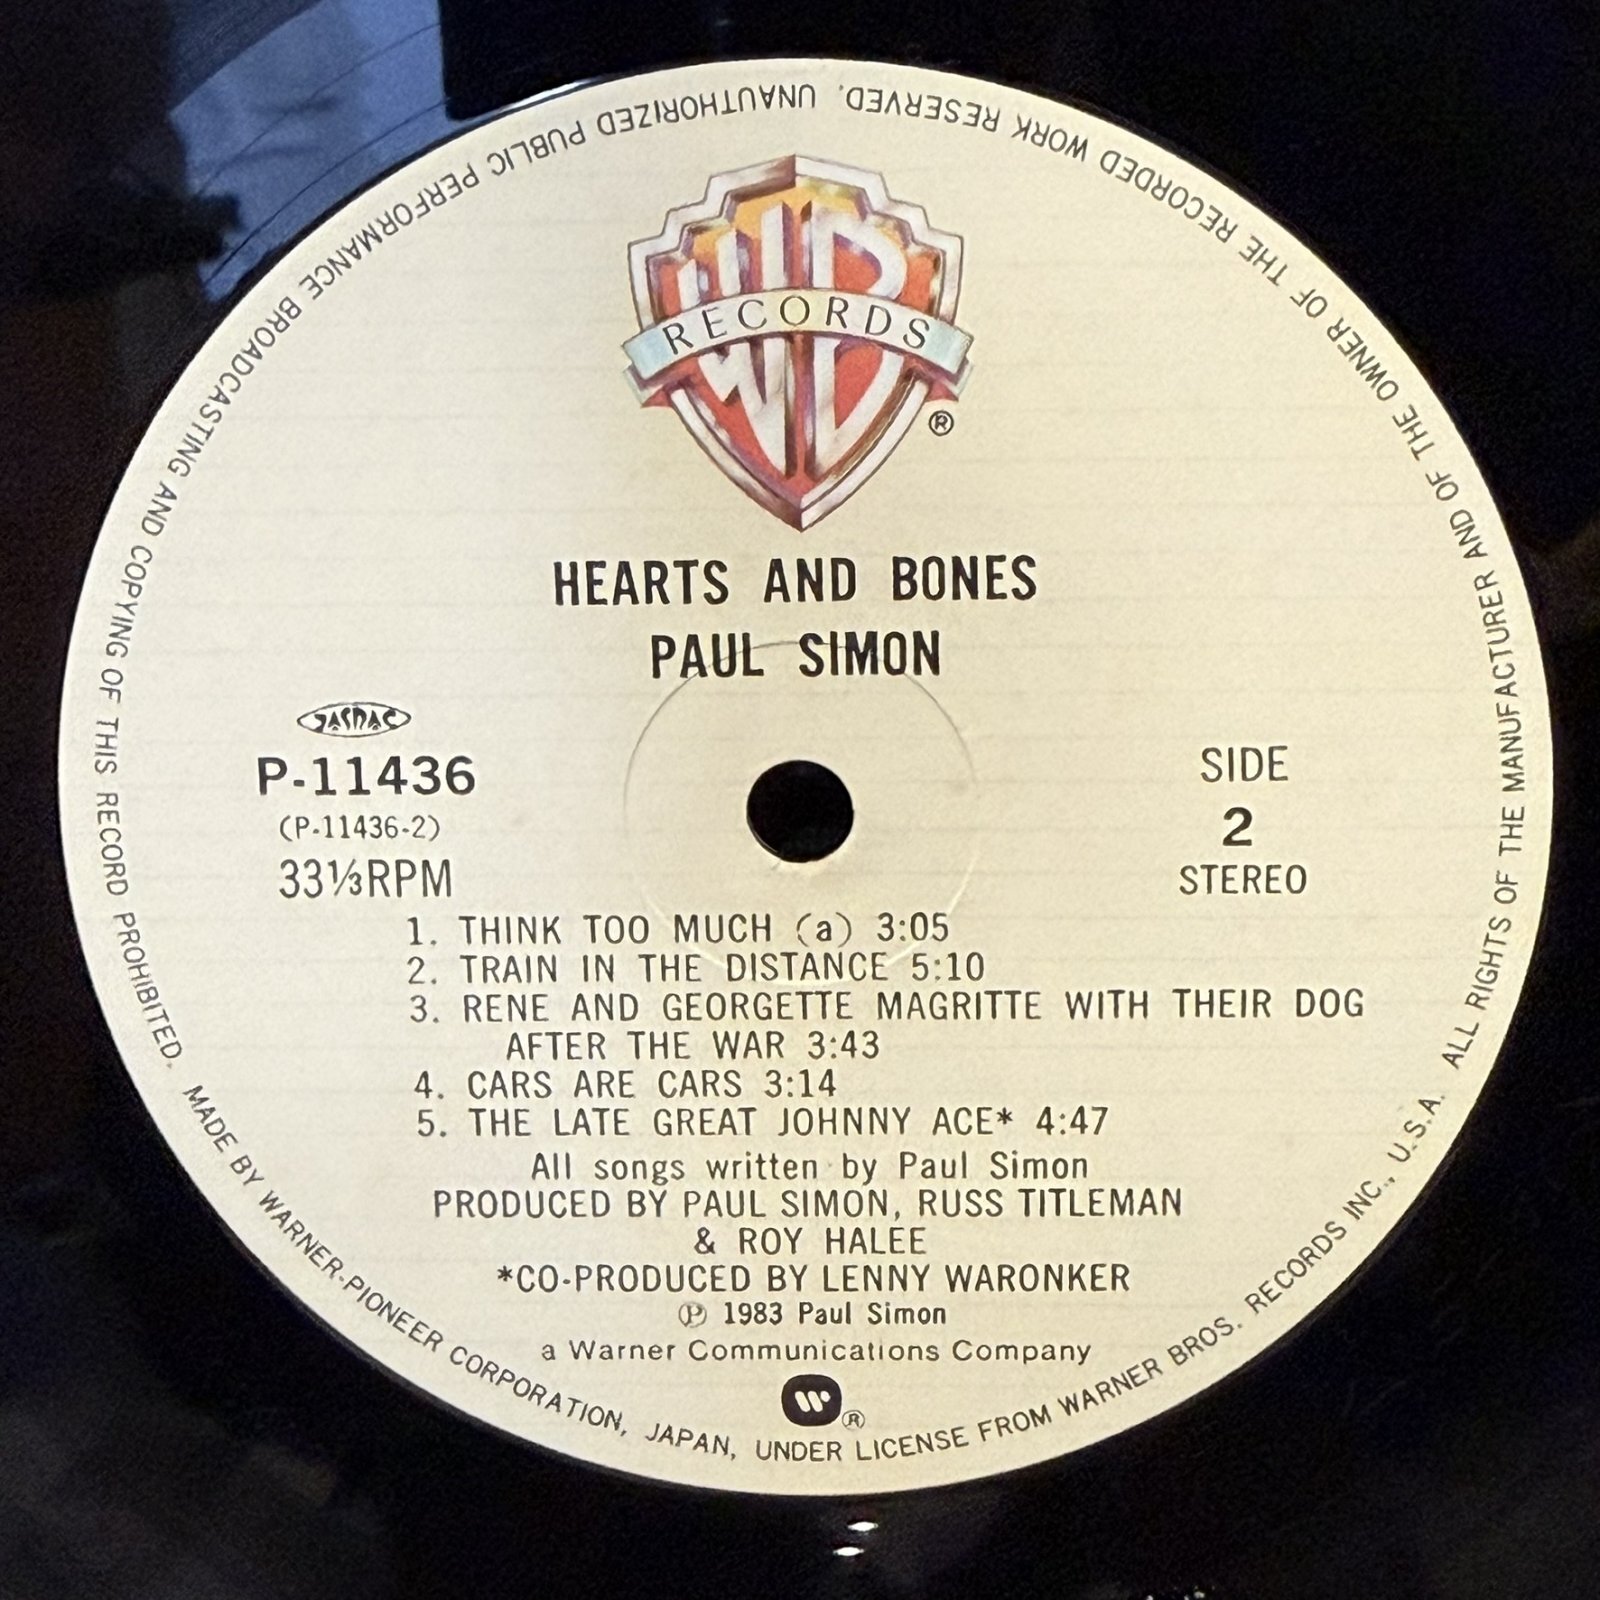 WB
RECORDS
®
HEARTS AND BONES
PAUL SIMON
JASRAC
P-11436
(P-11436-2)
33⅓RPM
SIDE
2
STEREO
1. THINK TOO MUCH (a) 3:05
2. TRAIN IN THE DISTANCE 5:10
3. RENE AND GEORGETTE MAGRITTE WITH THEIR DOG
AFTER THE WAR 3:43
4. CARS ARE CARS 3:14
5. THE LATE GREAT JOHNNY ACE* 4:47
All songs written by Paul Simon
PRODUCED BY PAUL SIMON, RUSS TITLEMAN
& ROY HALEE
*CO-PRODUCED BY LENNY WARONKER
℗ 1983 Paul Simon
a Warner Communications Company
W ®
MADE BY WARNER-PIONEER CORPORATION, JAPAN, UNDER LICENSE FROM WARNER BROS. RECORDS INC., U.S.A. ALL RIGHTS OF THE MANUFACTURER AND OF THE OWNER OF THE RECORDED WORK RESERVED. UNAUTHORIZED PUBLIC PERFORMANCE BROADCASTING AND COPYING OF THIS RECORD PROHIBITED.